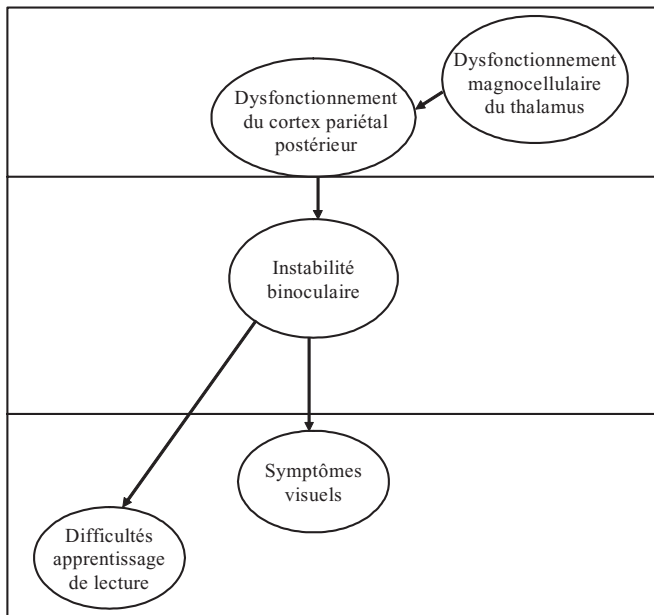 Dysfonctionnement
magnocellulaire
du thalamus
Dysfonctionnement
du cortex pariétal
postérieur
Instabilité
binoculaire
Symptômes
visuels
Difficultés
apprentissage
de lecture